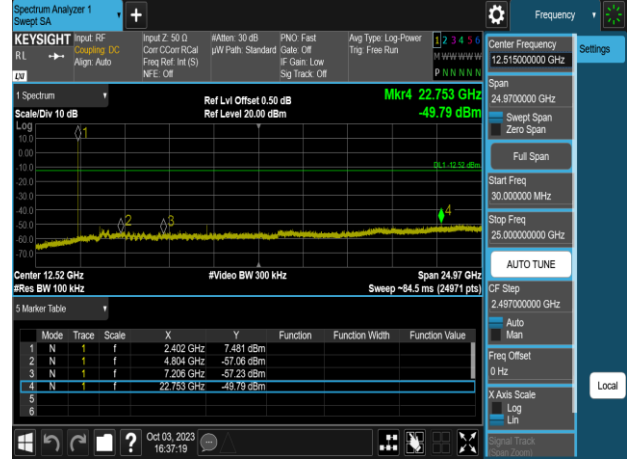 Spectrum Analyzer 1
Swept SA
Frequency
KEYSIGHT
RL
Input: RF
Coupling: DC
Align: Auto
Input Z: 50 Ω
Corr CCorr RCal
Freq Ref: Int (S)
NFE: Off
#Atten: 30 dB
µW Path: Standard
PNO: Fast
Gate: Off
IF Gain: Low
Sig Track: Off
Avg Type: Log-Power
Trig: Free Run
1 2 3 4 5 6
M W W W W W
P N N N N N
LXI
1 Spectrum
Scale/Div 10 dB
Ref Lvl Offset 0.50 dB
Ref Level 20.00 dBm
Mkr4 22.753 GHz
-49.79 dBm
Log
10.0
0.00
-10.0
-20.0
-30.0
-40.0
-50.0
-60.0
-70.0
1
2
3
4
DL1 -12.52 dBm
Center 12.52 GHz
#Res BW 100 kHz
#Video BW 300 kHz
Span 24.97 GHz
Sweep ~84.5 ms (24971 pts)
5 Marker Table
Mode Trace Scale X Y Function Function Width Function Value
1 N 1 f 2.402 GHz 7.481 dBm
2 N 1 f 4.804 GHz -57.06 dBm
3 N 1 f 7.206 GHz -57.23 dBm
4 N 1 f 22.753 GHz -49.79 dBm
5
6
Oct 03, 2023
16:37:19
Center Frequency
12.515000000 GHz
Settings
Span
24.9700000 GHz
Swept Span
Zero Span
Full Span
Start Freq
30.000000 MHz
Stop Freq
25.000000000 GHz
AUTO TUNE
CF Step
2.497000000 GHz
Auto
Man
Freq Offset
0 Hz
Local
X Axis Scale
Log
Lin
Signal Track
(Span Zoom)